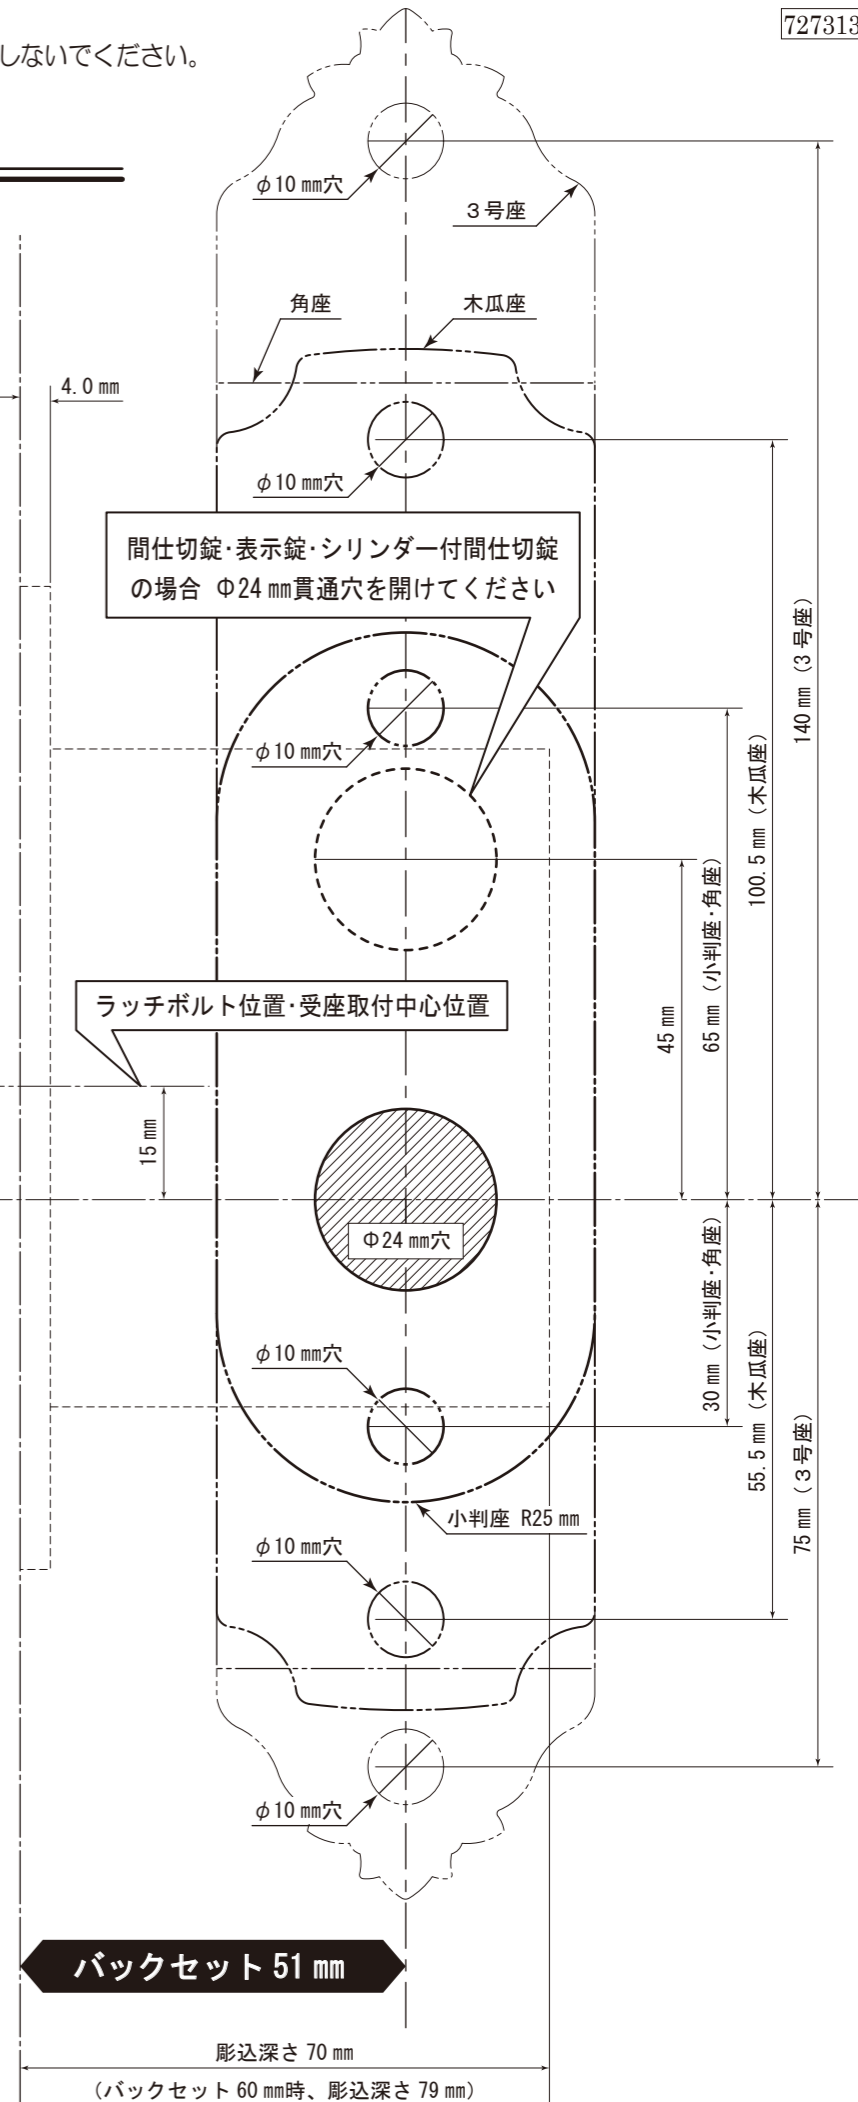 727313
しないでください。
φ10㎜穴
3号座
角座
木瓜座
4.0㎜
φ10㎜穴
間仕切錠・表示錠・シリンダー付間仕切錠
の場合 Φ24㎜貫通穴を開けてください
140㎜(3号座)
φ10㎜穴
100.5㎜(木瓜座)
65㎜(小判座・角座)
45㎜
ラッチボルト位置・受座取付中心位置
15㎜
Φ24㎜穴
30㎜(小判座・角座)
φ10㎜穴
55.5㎜(木瓜座)
75㎜(3号座)
小判座 R25㎜
φ10㎜穴
φ10㎜穴
バックセット51㎜
彫込深さ70㎜
(バックセット60㎜時、彫込深さ79㎜)